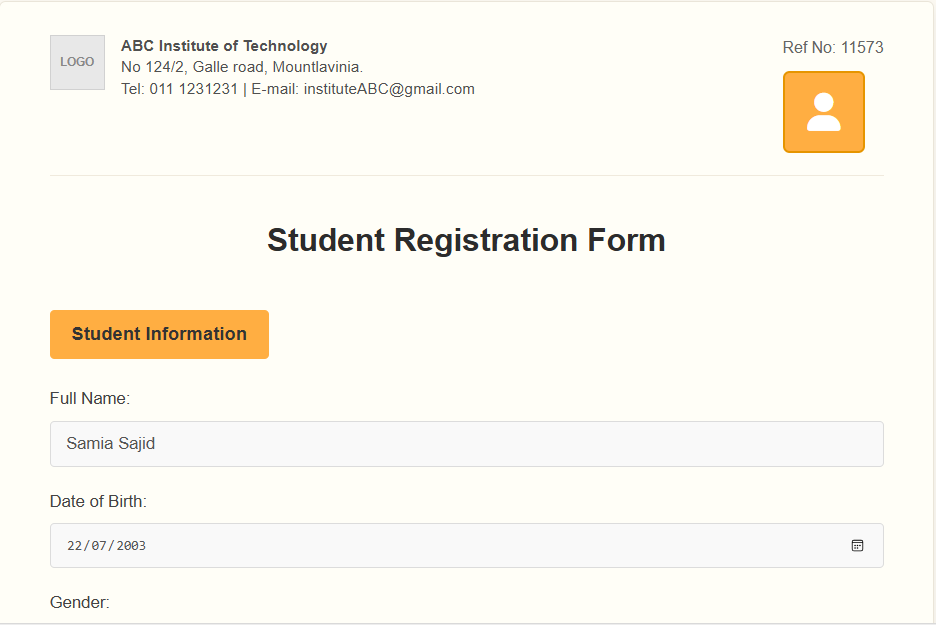 LOGO
ABC Institute of Technology
No 124/2, Galle road, Mountlavinia.
Tel: 011 1231231 | E-mail: instituteABC@gmail.com
Ref No: 11573
Student Registration Form
Student Information
Full Name:
Samia Sajid
Date of Birth:
22/07/2003
Gender: